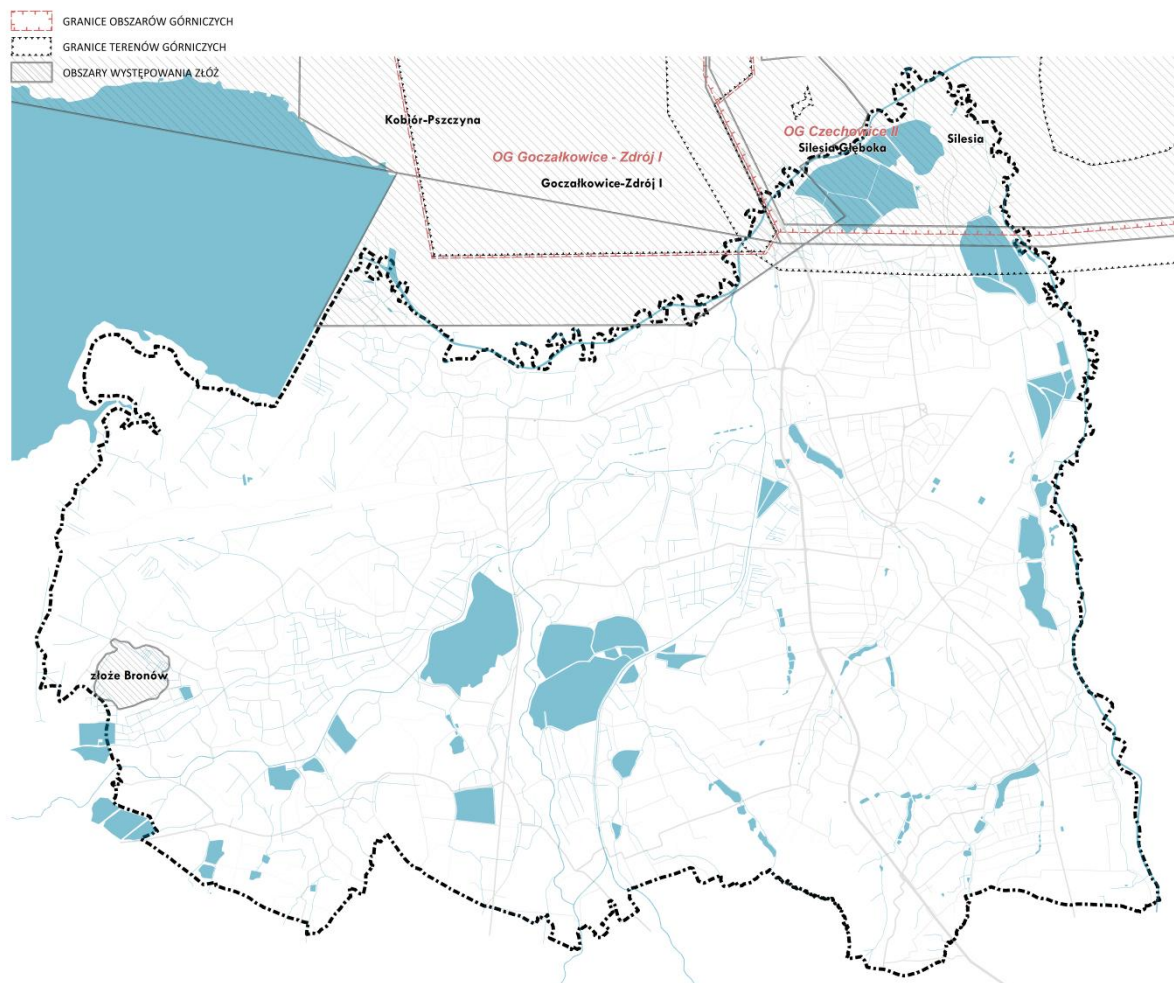 GRANICE OBSZARÓW GÓRNICZYCH
GRANICE TERENÓW GÓRNICZYCH
OBSZARY WYSTĘPOWANIA ZŁÓŻ
Kobiór-Pszczyna
OG Goczałkowice - Zdrój I
Goczałkowice-Zdrój I
OG Czechowice II
Silesia Głęboka
Silesia
złoże Bronów